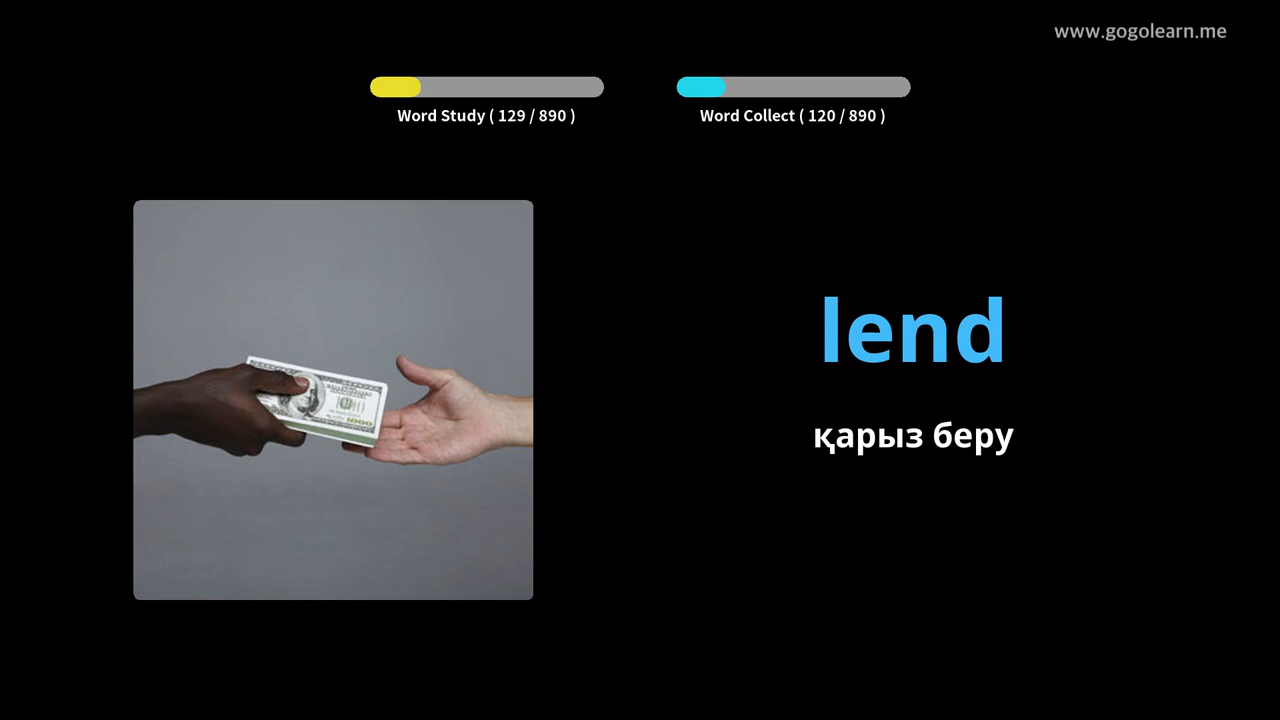 www.gogolearn.me
Word Study ( 129 / 890 )
Word Collect ( 120 / 890 )
lend
қарыз беру